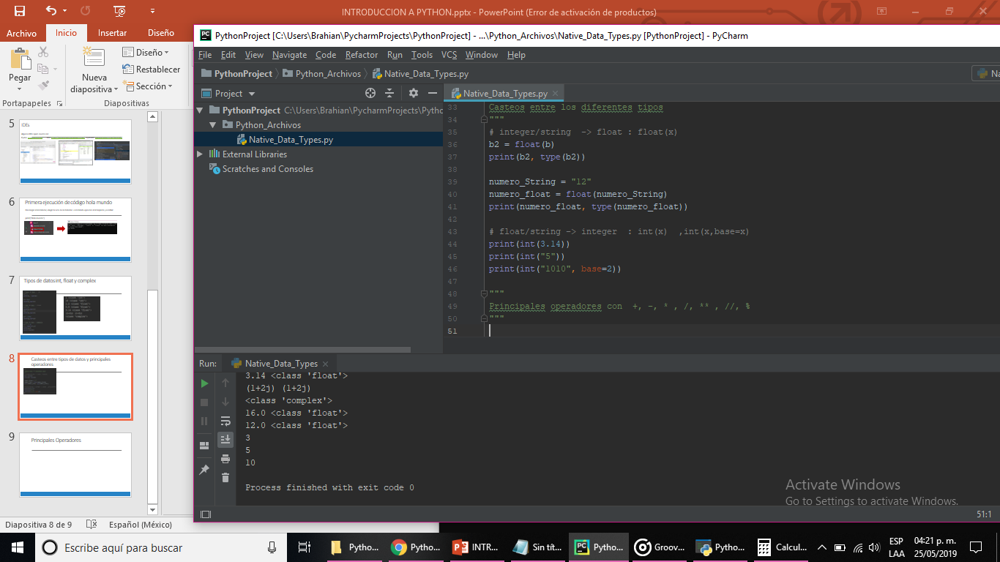 INTRODUCCION A PYTHON.pptx - PowerPoint (Error de activación de productos)
Archivo
Inicio
Insertar
Diseño
Pegar
Nueva
diapositiva
Diseño
Restablecer
Sección
Portapapeles
Diapositivas
5
IDEs
6
Primera ejecución de código hola mundo
7
Tipos de datos int, float y complex
8
Casteos entre tipos de datos y principales
operadores
9
Principales Operadores
Diapositiva 8 de 9
Español (México)
PythonProject [C:\Users\Brahian\PycharmProjects\PythonProject] - ...\Python_Archivos\Native_Data_Types.py [PythonProject] - PyCharm
File Edit View Navigate Code Refactor Run Tools VCS Window Help
PythonProject
Python_Archivos
Native_Data_Types.py
Na
Project
Native_Data_Types.py
PythonProject C:\Users\Brahian\PycharmProjects\Pytho
Python_Archivos
Native_Data_Types.py
External Libraries
Scratches and Consoles
33 Casteos entre los diferentes tipos
34 """
35 # integer/string -> float : float(x)
36 b2 = float(b)
37 print(b2, type(b2))
38
39 numero_String = "12"
40 numero_float = float(numero_String)
41 print(numero_float, type(numero_float))
42
43 # float/string -> integer : int(x) ,int(x,base=x)
44 print(int(3.14))
45 print(int("5"))
46 print(int("1010", base=2))
47
48 """
49 Principales operadores con +, -, * , /, ** , //, %
50 """
51
Run:
Native_Data_Types
3.14 <class 'float'>
(1+2j) (1+2j)
<class 'complex'>
16.0 <class 'float'>
12.0 <class 'float'>
3
5
10
Process finished with exit code 0
Activate Windows
Go to Settings to activate Windows.
51:1
Escribe aquí para buscar
Pytho...
Pytho...
INTR...
Sin tít...
Pytho...
Groov...
Pytho...
Calcul...
ESP
LAA
04:21 p. m.
25/05/2019